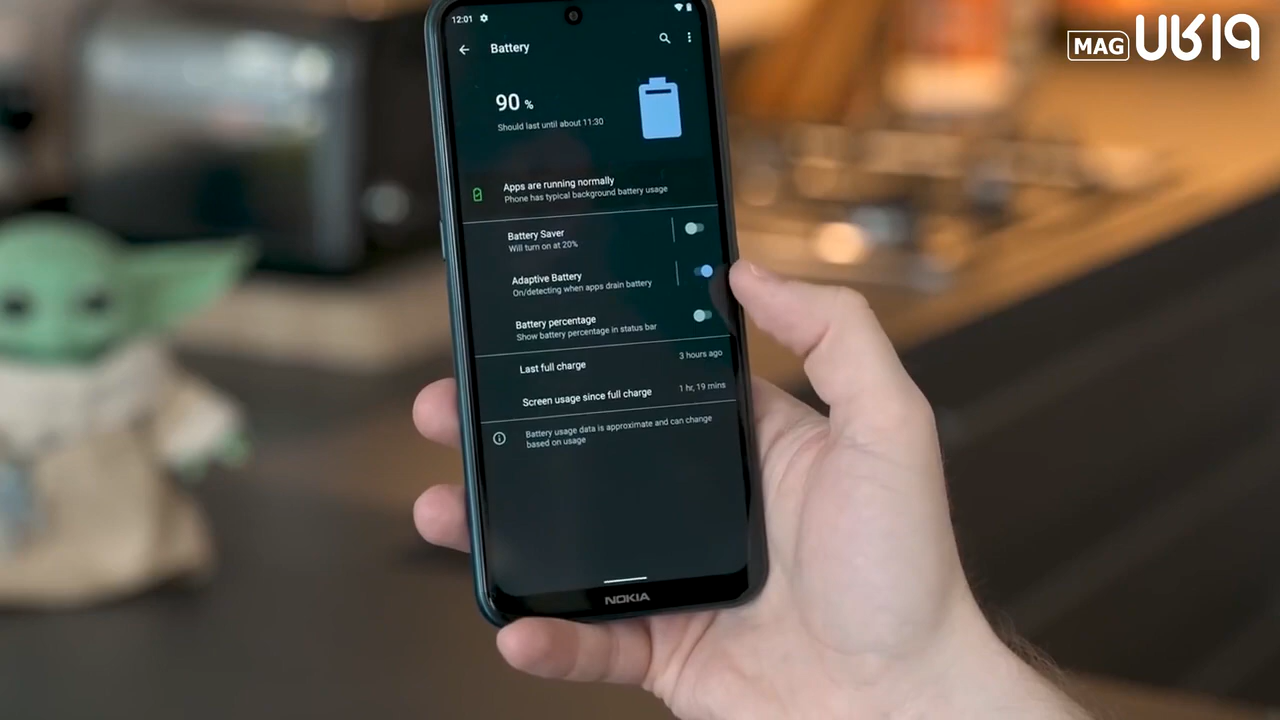 12:01
Battery
90 %
Should last until about 11:30
Apps are running normally
Phone has typical background battery usage
Battery Saver
Will turn on at 20%
Adaptive Battery
On/detecting when apps drain battery
Battery percentage
Show battery percentage in status bar
Last full charge 3 hours ago
Screen usage since full charge 1 hr, 19 mins
Battery usage data is approximate and can change
based on usage
NOKIA
MAG